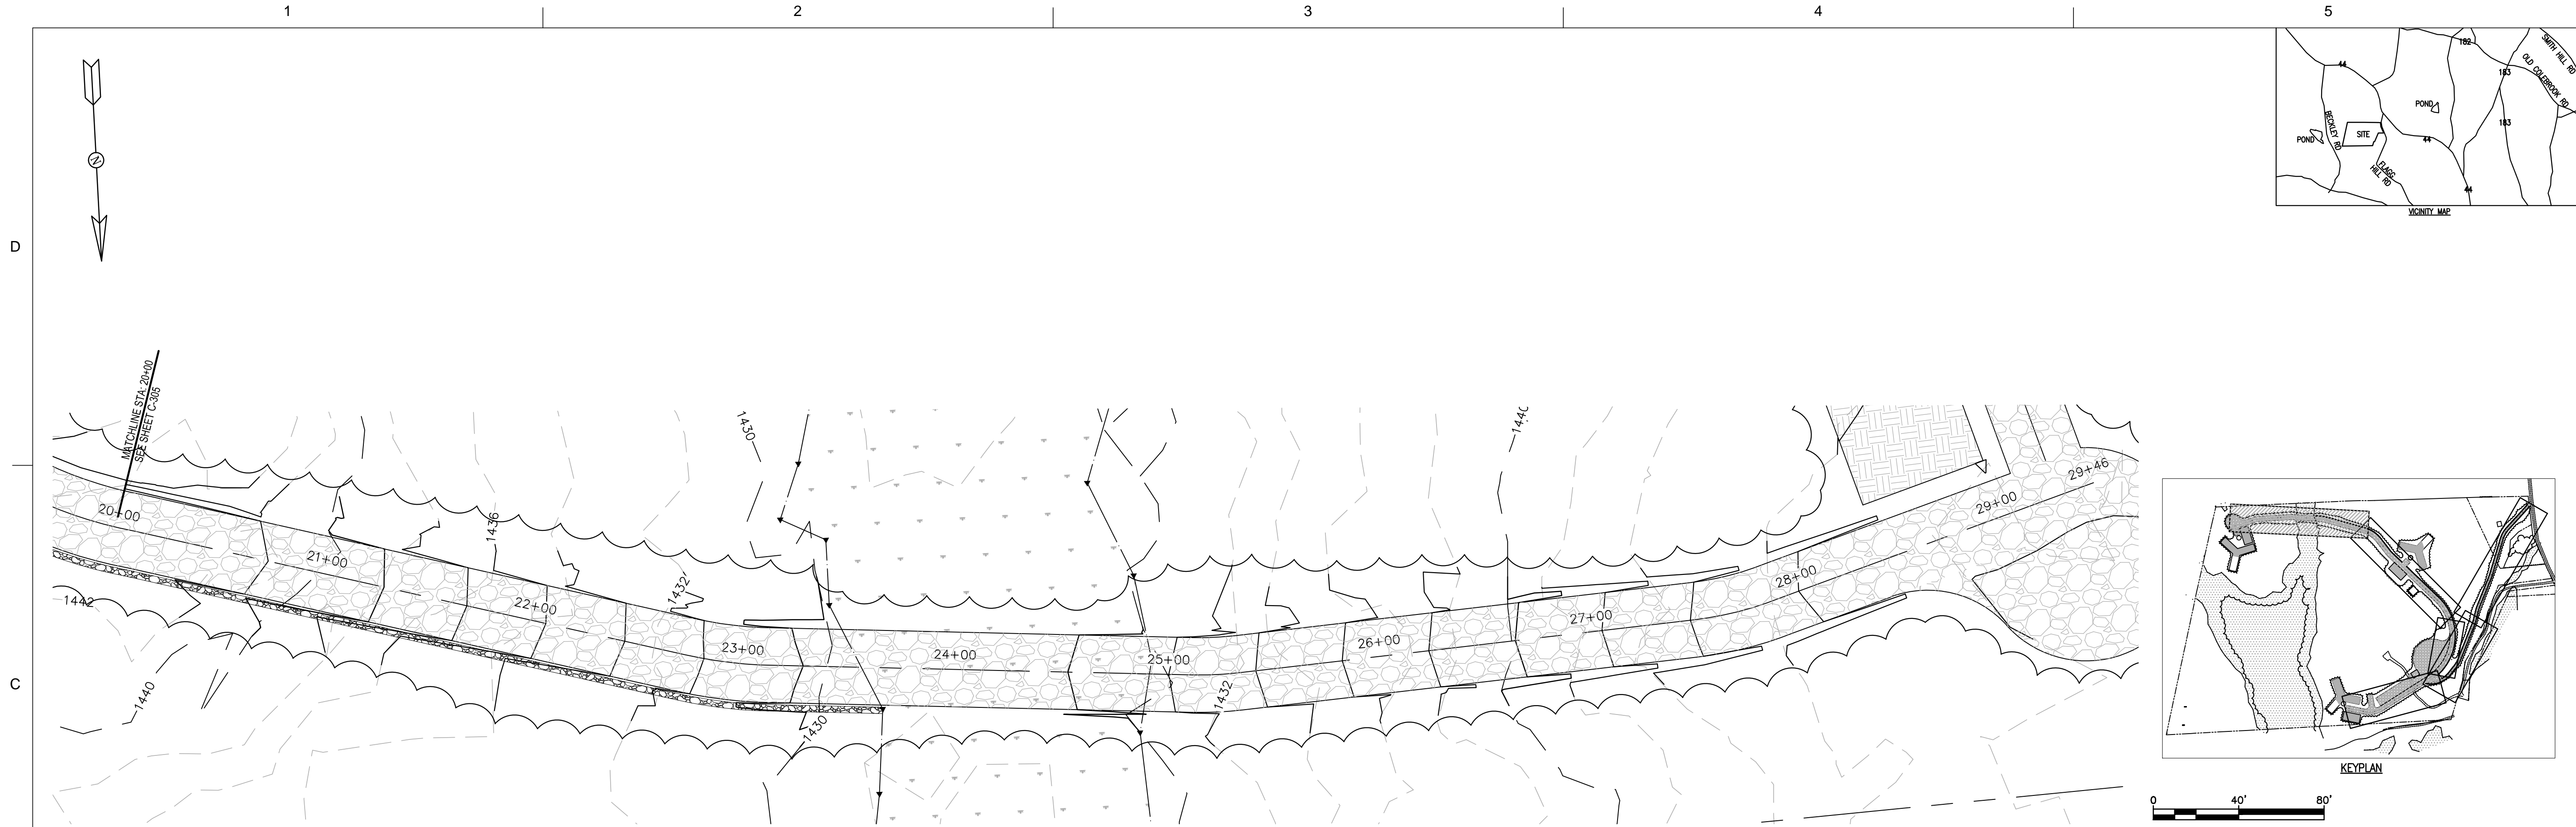 1
2
3
4
5
D
C
N
MATCHLINE STA: 20+00
SEE SHEET C-305
20+00
21+00
22+00
23+00
24+00
25+00
26+00
27+00
28+00
29+00
29+46
1442
1440
1436
1432
1430
1430
1432
1440
182
44
183
SMITH HILL RD
OLD COLEBROOK RD
POND
183
BECKLEY RD
SITE
POND
44
FLAGG
HILL RD
44
VICINITY MAP
KEYPLAN
0
40'
80'